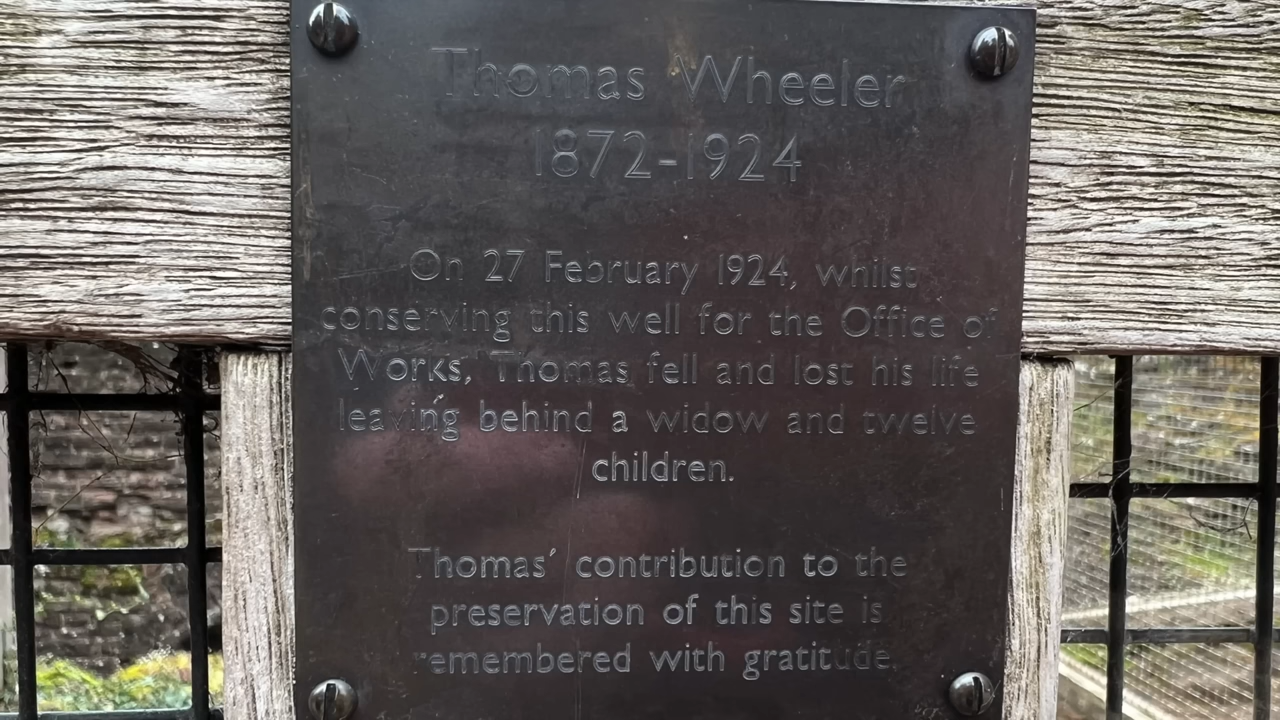 Thomas Wheeler
1872-1924
On 27 February 1924, whilst
conserving this well for the Office of
Works, Thomas fell and lost his life
leaving behind a widow and twelve
children.
Thomas' contribution to the
preservation of this site is
remembered with gratitude.